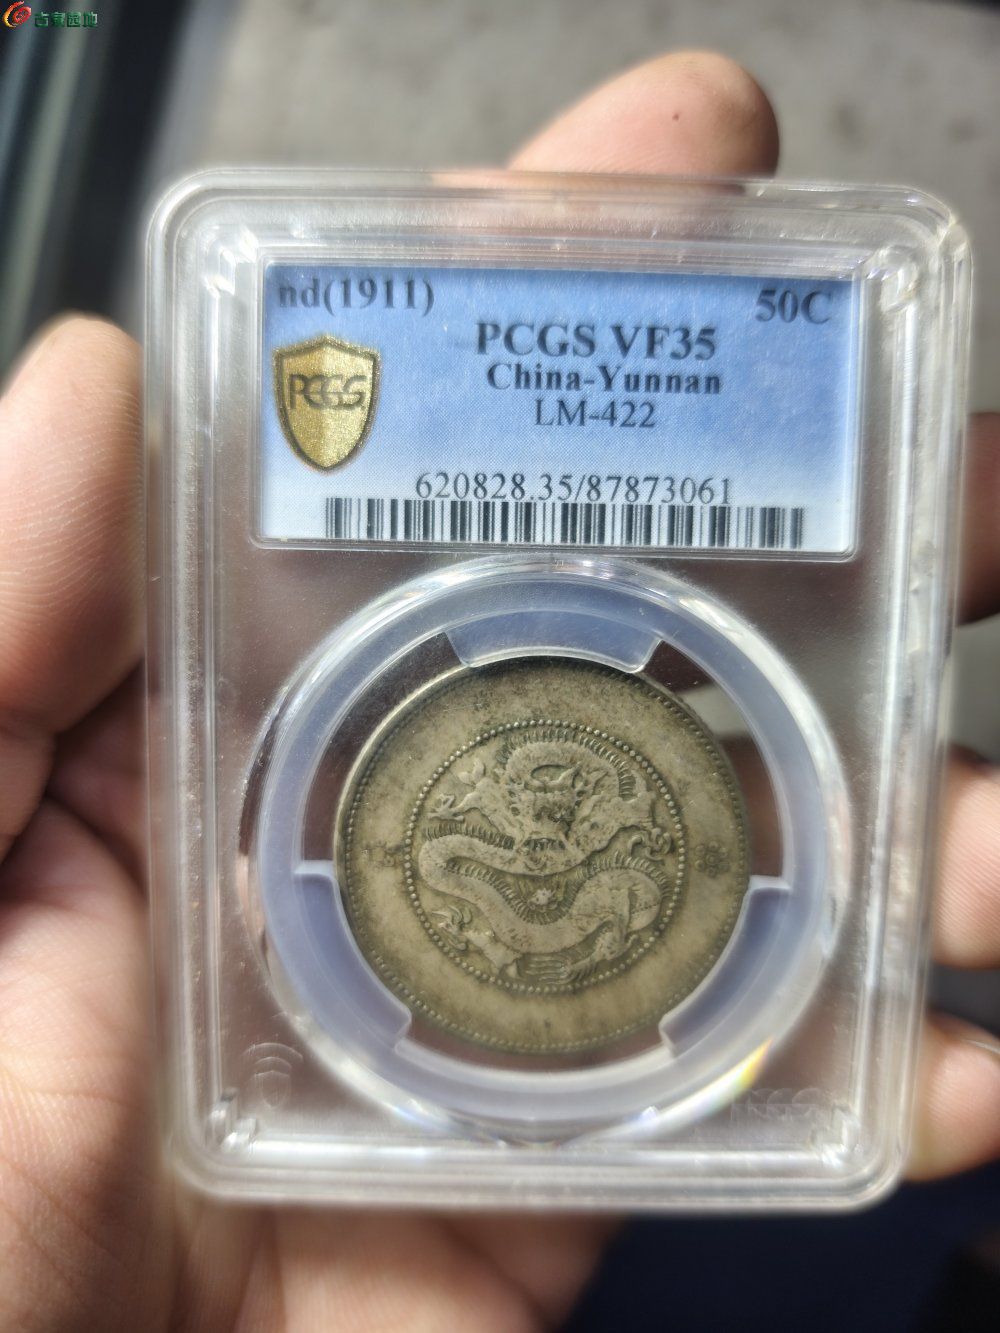 古泉园地
nd(1911)
50C
PCGS VF35
China-Yunnan
LM-422
PCGS
620828.35/87873061